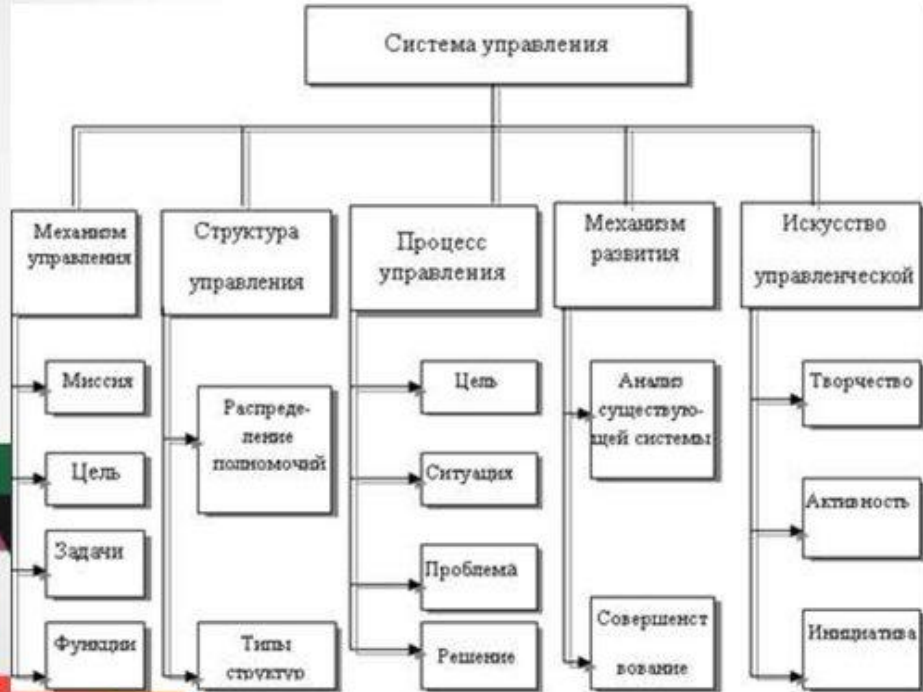 Система управления
Механизм
управления
Миссия
Цель
Задачи
Функции
Структура
управления
Распреде-
ление
полномочий
Типы
структур
Процесс
управления
Цель
Ситуация
Проблема
Решение
Механизм
развития
Анализ
существую-
щей системы
Совершенст
вование
Искусство
управленческой
Творчество
Активность
Инициатива